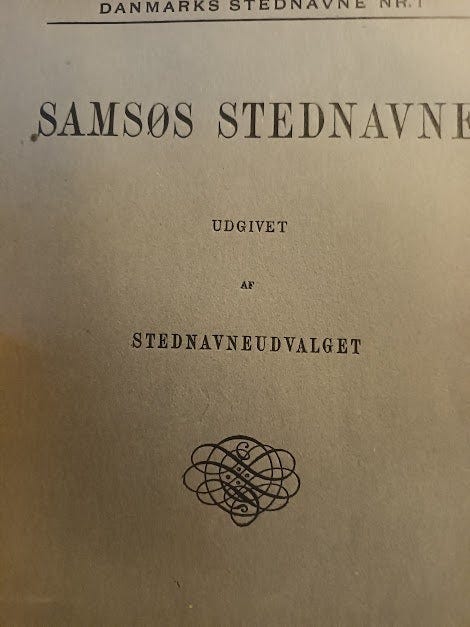 DANMARKS STEDNAVNE NR. 1
SAMSØS STEDNAVNE
UDGIVET
AF
STEDNAVNEUDVALGET